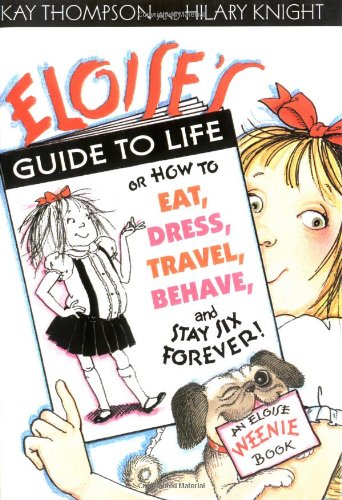 KAY THOMPSON HILARY KNIGHT
ELOISE'S
GUIDE TO LIFE
OR HOW TO
EAT,
DRESS,
TRAVEL,
BEHAVE,
and
STAY SIX
FOREVER!
AN ELOISE
WEENIE
BOOK